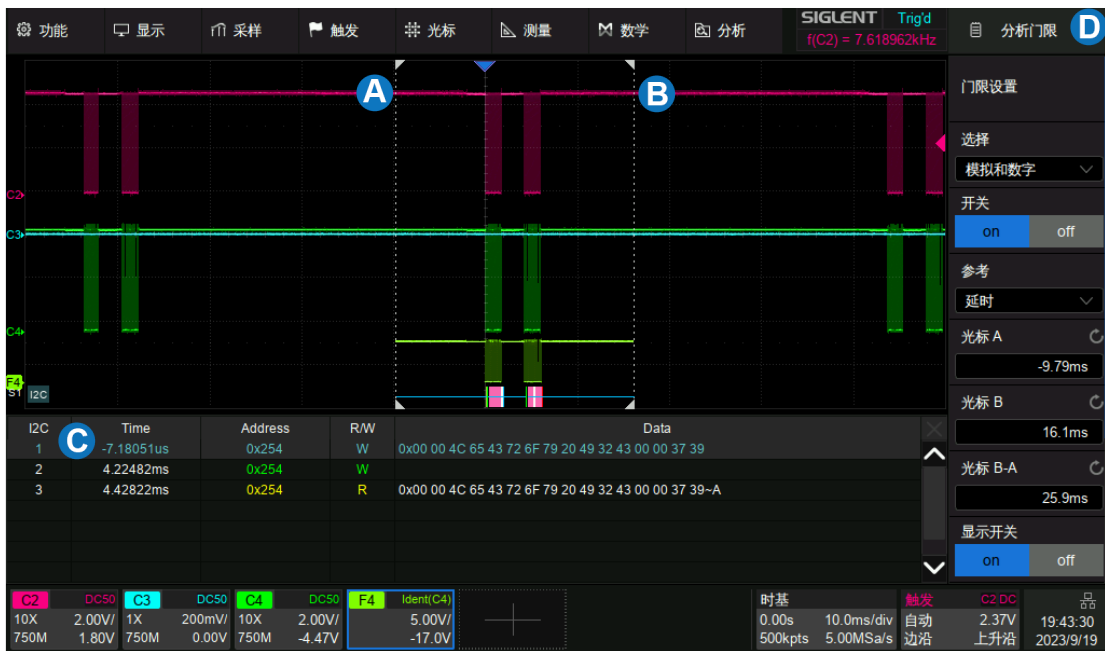 功能 显示 采样 触发 光标 测量 数学 分析
SIGLENT Trig'd
f(C2) = 7.618962kHz
分析门限 D
A B
门限设置
选择
模拟和数字
开关
on off
参考
延时
光标 A
-9.79ms
光标 B
16.1ms
光标 B-A
25.9ms
显示开关
on off
C2
C3
C4
F4
S1 I2C
C
I2C Time Address R/W Data
1 -7.18051us 0x254 W 0x00 00 4C 65 43 72 6F 79 20 49 32 43 00 00 37 39
2 4.22482ms 0x254 W
3 4.42822ms 0x254 R 0x00 00 4C 65 43 72 6F 79 20 49 32 43 00 00 37 39~A
C2 DC50 C3 DC50 C4 DC50 F4 Ident(C4) 时基 触发 C2 DC
10X 2.00V/ 1X 200mV/ 10X 2.00V/ 5.00V/ 0.00s 10.0ms/div 自动 2.37V 19:43:30
750M 1.80V 750M 0.00V 750M -4.47V -17.0V 500kpts 5.00MSa/s 边沿 上升沿 2023/9/19